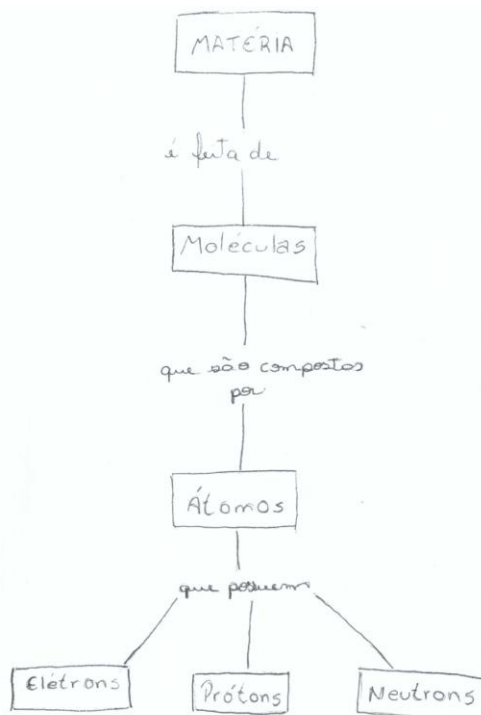 MATÉRIA
é feita de
Moléculas
que são compostos
por
Átomos
que possuem
Elétrons
Prótons
Neutrons